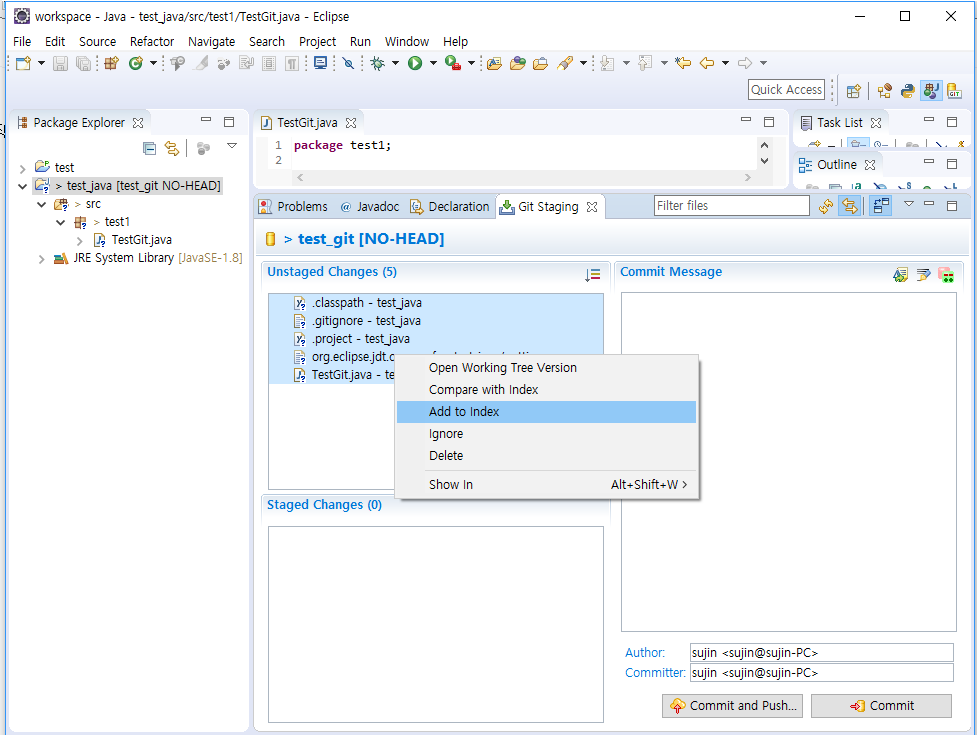 workspace - Java - test_java/src/test1/TestGit.java - Eclipse
File Edit Source Refactor Navigate Search Project Run Window Help
Quick Access
Package Explorer
TestGit.java
Task List
1 package test1;
2
Outline
test
> test_java [test_git NO-HEAD]
> src
> test1
TestGit.java
JRE System Library [JavaSE-1.8]
Problems @ Javadoc Declaration Git Staging
Filter files
> test_git [NO-HEAD]
Unstaged Changes (5)
.classpath - test_java
.gitignore - test_java
.project - test_java
org.eclipse.jdt.c
TestGit.java - te
Open Working Tree Version
Compare with Index
Add to Index
Ignore
Delete
Show In Alt+Shift+W >
Staged Changes (0)
Commit Message
Author: sujin <sujin@sujin-PC>
Committer: sujin <sujin@sujin-PC>
Commit and Push... Commit